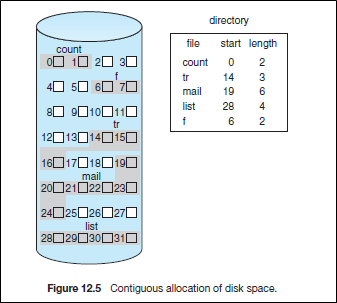 count
0 1 2 3
f
4 5 6 7
8 9 10 11
tr
12 13 14 15
16 17 18 19
mail
20 21 22 23
24 25 26 27
list
28 29 30 31
directory
file start length
count 0 2
tr 14 3
mail 19 6
list 28 4
f 6 2
Figure 12.5 Contiguous allocation of disk space.